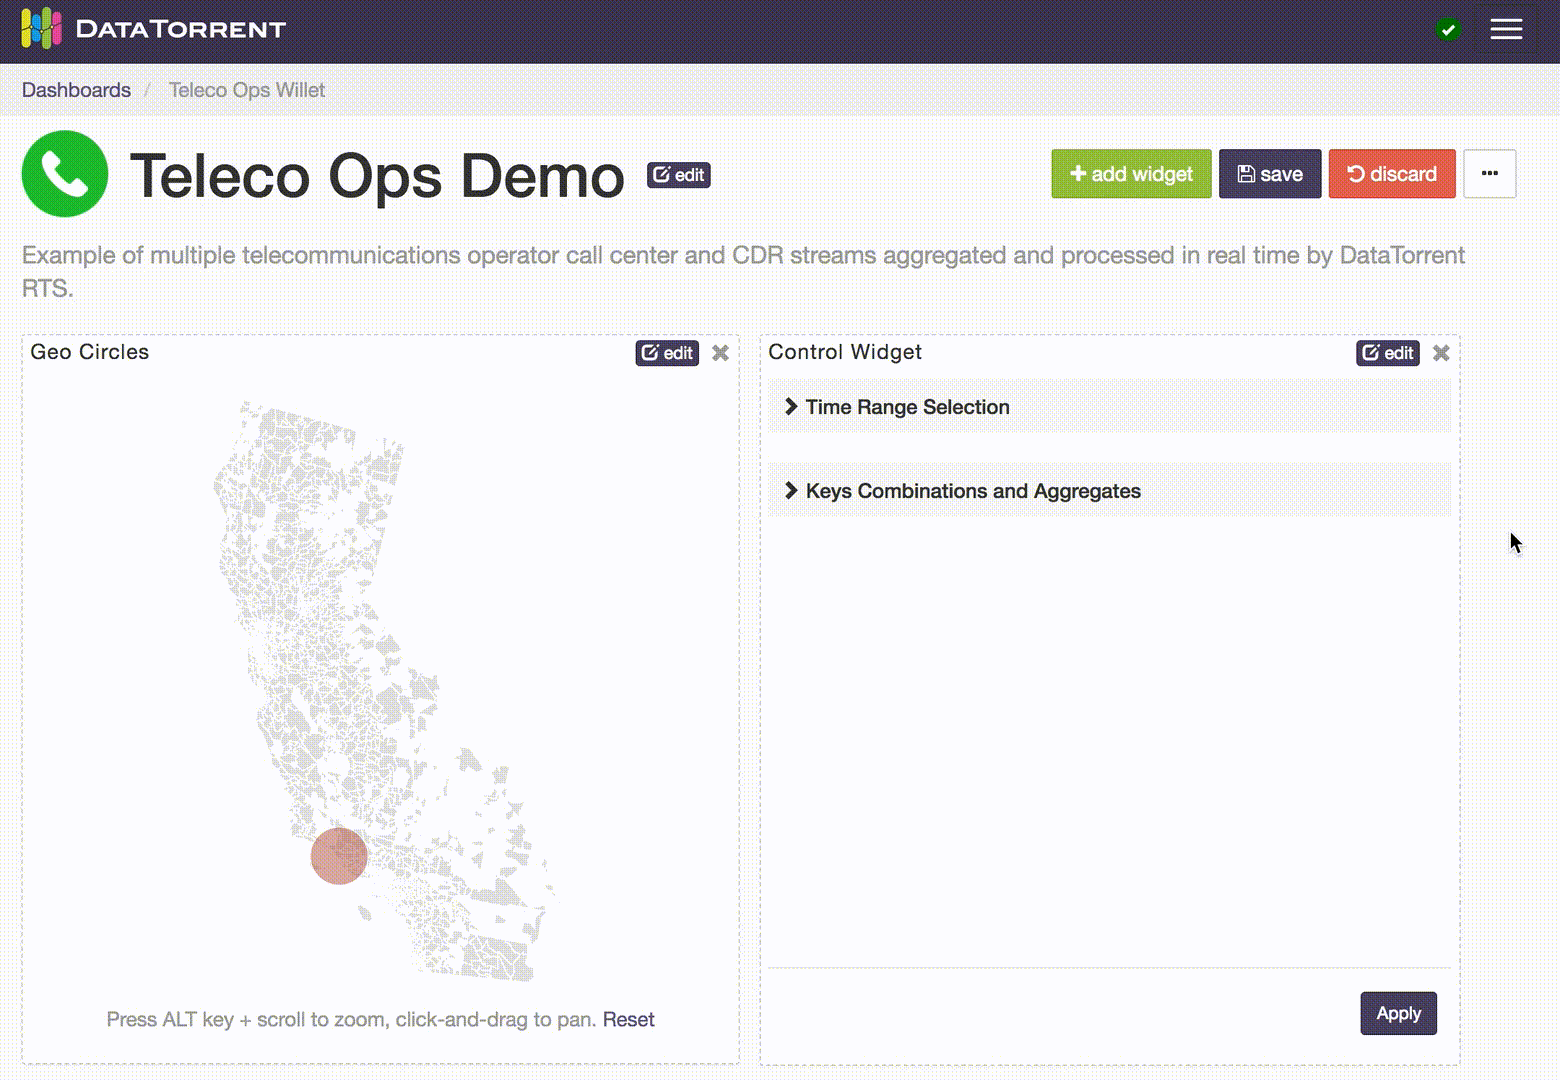 DATATORRENT
Dashboards / Teleco Ops Willet
Teleco Ops Demo edit
add widget save discard ...
Example of multiple telecommunications operator call center and CDR streams aggregated and processed in real time by DataTorrent
RTS.
Geo Circles edit
Control Widget edit
Time Range Selection
Keys Combinations and Aggregates
Press ALT key + scroll to zoom, click-and-drag to pan. Reset
Apply